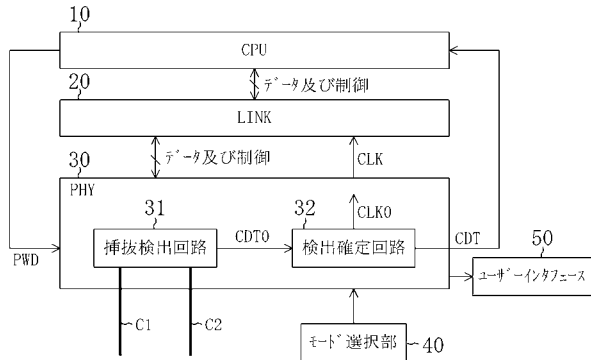 10
CPU
20
データ及び制御
LINK
30
データ及び制御
CLK
PHY
31
32
CLK0
挿抜検出回路
CDT0
検出確定回路
CDT
50
PWD
ユーザーインタフェース
C1
C2
モード選択部
40